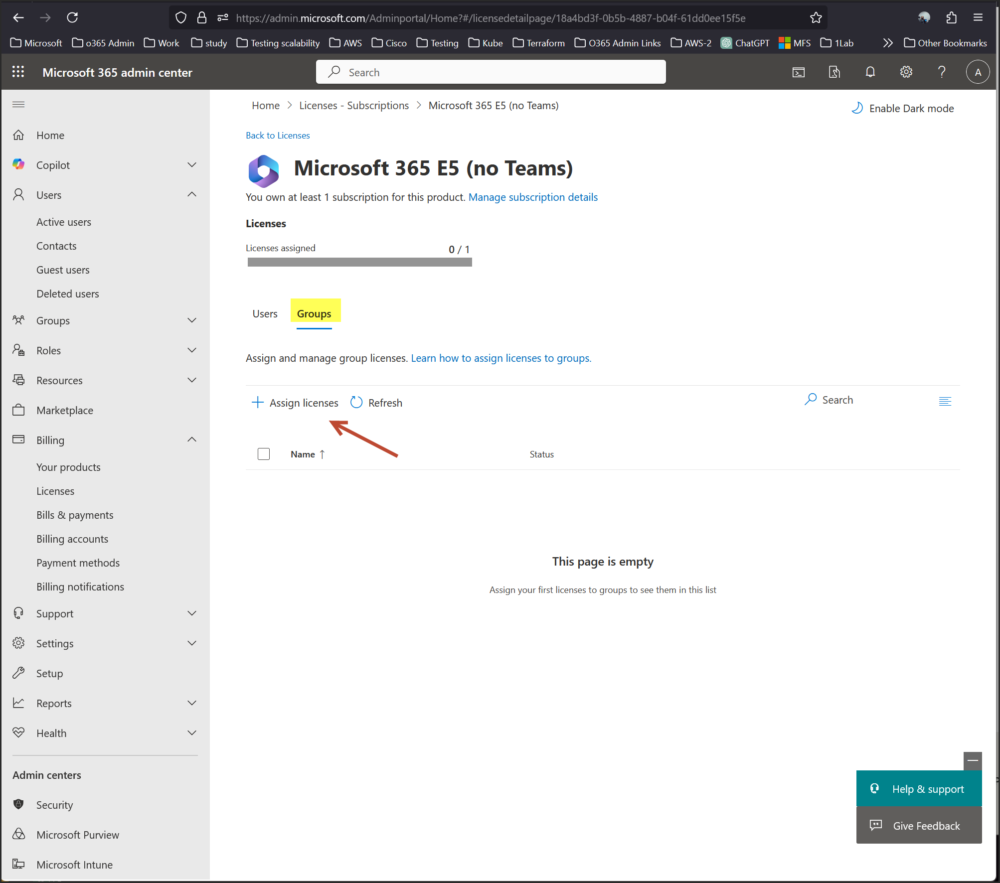 https://admin.microsoft.com/Adminportal/Home?#/licensedetailpage/18a4bd3f-0b5b-4887-b04f-61dd0ee15f5e
Microsoft o365 Admin Work study Testing scalability AWS Cisco Testing Kube Terraform O365 Admin Links AWS-2 ChatGPT MFS 1Lab Other Bookmarks
Microsoft 365 admin center
Search
A
Home
Copilot
Users
Active users
Contacts
Guest users
Deleted users
Groups
Roles
Resources
Marketplace
Billing
Your products
Licenses
Bills & payments
Billing accounts
Payment methods
Billing notifications
Support
Settings
Setup
Reports
Health
Admin centers
Security
Microsoft Purview
Microsoft Intune
Home > Licenses - Subscriptions > Microsoft 365 E5 (no Teams)
Enable Dark mode
Back to Licenses
Microsoft 365 E5 (no Teams)
You own at least 1 subscription for this product. Manage subscription details
Licenses
Licenses assigned 0 / 1
Users Groups
Assign and manage group licenses. Learn how to assign licenses to groups.
Assign licenses Refresh Search
Name ↑ Status
This page is empty
Assign your first licenses to groups to see them in this list
Help & support
Give Feedback